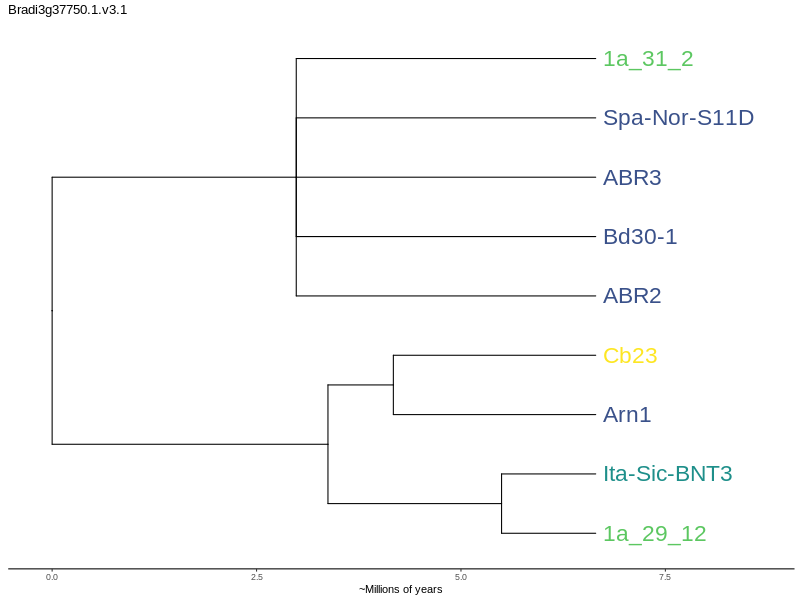 Bradi3g37750.1.v3.1
1a_31_2
Spa-Nor-S11D
ABR3
Bd30-1
ABR2
Cb23
Arn1
Ita-Sic-BNT3
1a_29_12
0.0 2.5 5.0 7.5
~Millions of years